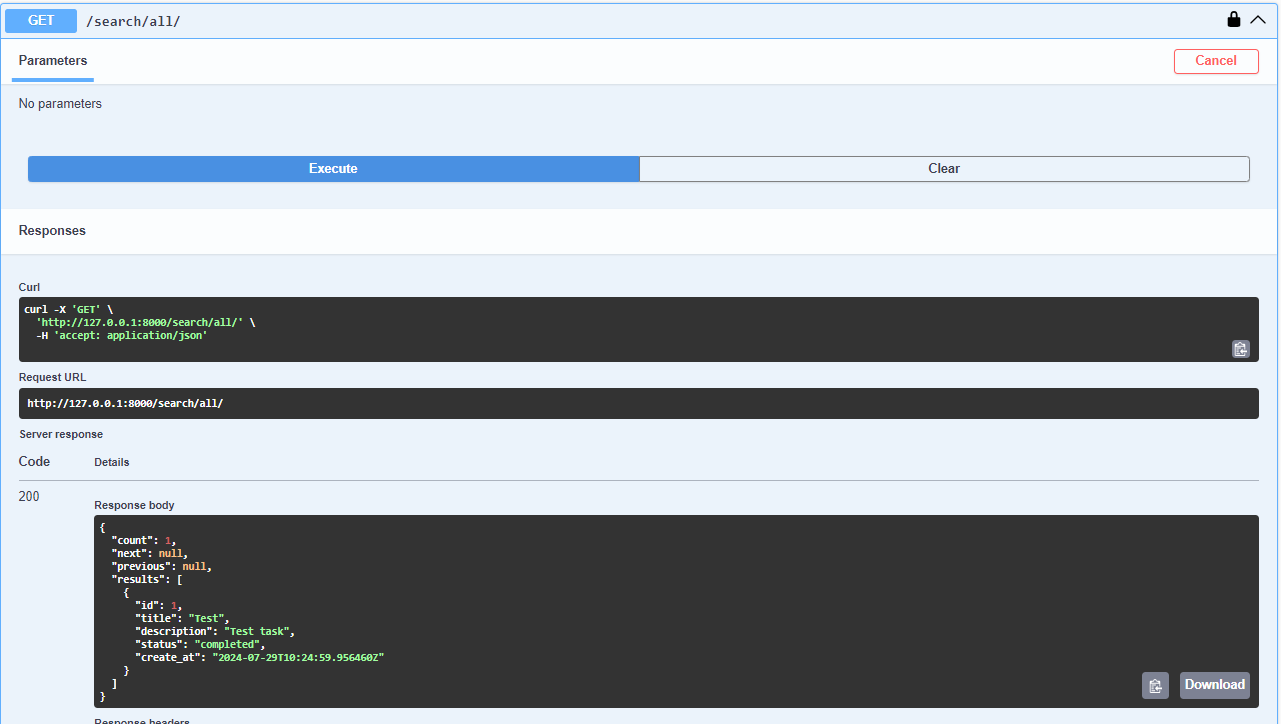 GET /search/all/
Parameters
Cancel
No parameters
Execute
Clear
Responses
Curl
curl -X 'GET' \
  'http://127.0.0.1:8000/search/all/' \
  -H 'accept: application/json'
Request URL
http://127.0.0.1:8000/search/all/
Server response
Code Details
200
Response body
{
  "count": 1,
  "next": null,
  "previous": null,
  "results": [
    {
      "id": 1,
      "title": "Test",
      "description": "Test task",
      "status": "completed",
      "create_at": "2024-07-29T10:24:59.956460Z"
    }
  ]
}
Download
Response headers